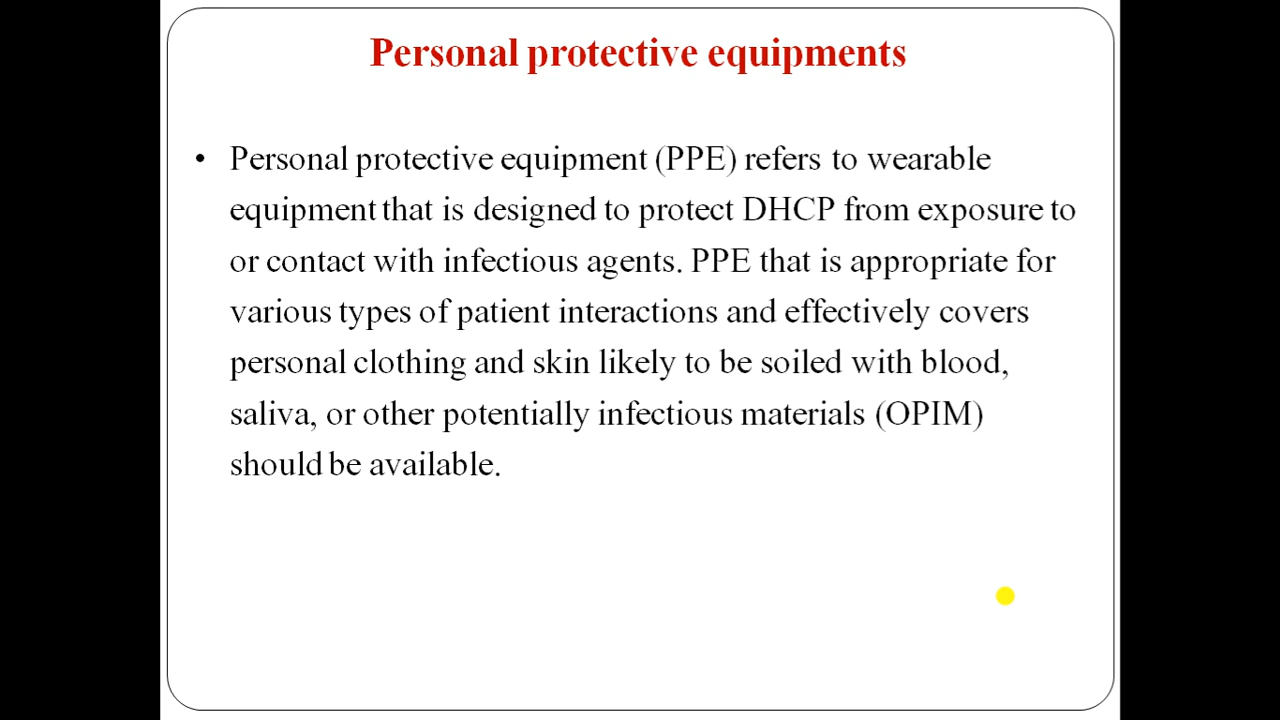 Personal protective equipments
• Personal protective equipment (PPE) refers to wearable
equipment that is designed to protect DHCP from exposure to
or contact with infectious agents. PPE that is appropriate for
various types of patient interactions and effectively covers
personal clothing and skin likely to be soiled with blood,
saliva, or other potentially infectious materials (OPIM)
should be available.